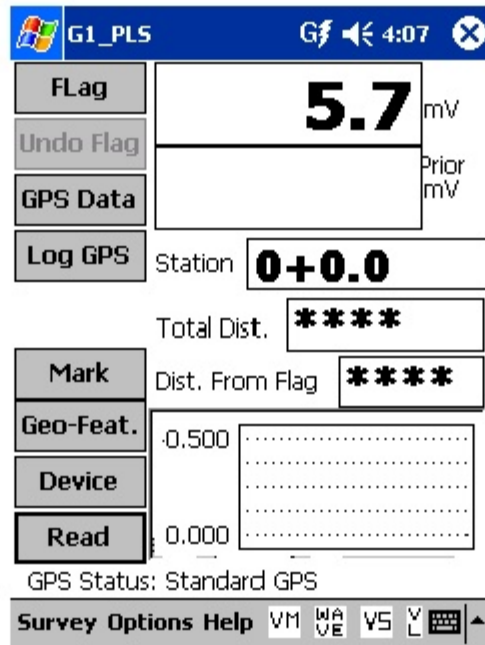 G1_PLS 4:07
FLag
5.7 mV
Undo Flag
Prior
mV
GPS Data
Log GPS
Station 0+0.0
Total Dist. ****
Mark
Dist. From Flag ****
Geo-Feat.
-0.500
Device
Read
0.000
GPS Status: Standard GPS
Survey Options Help VM WAVE VS VL